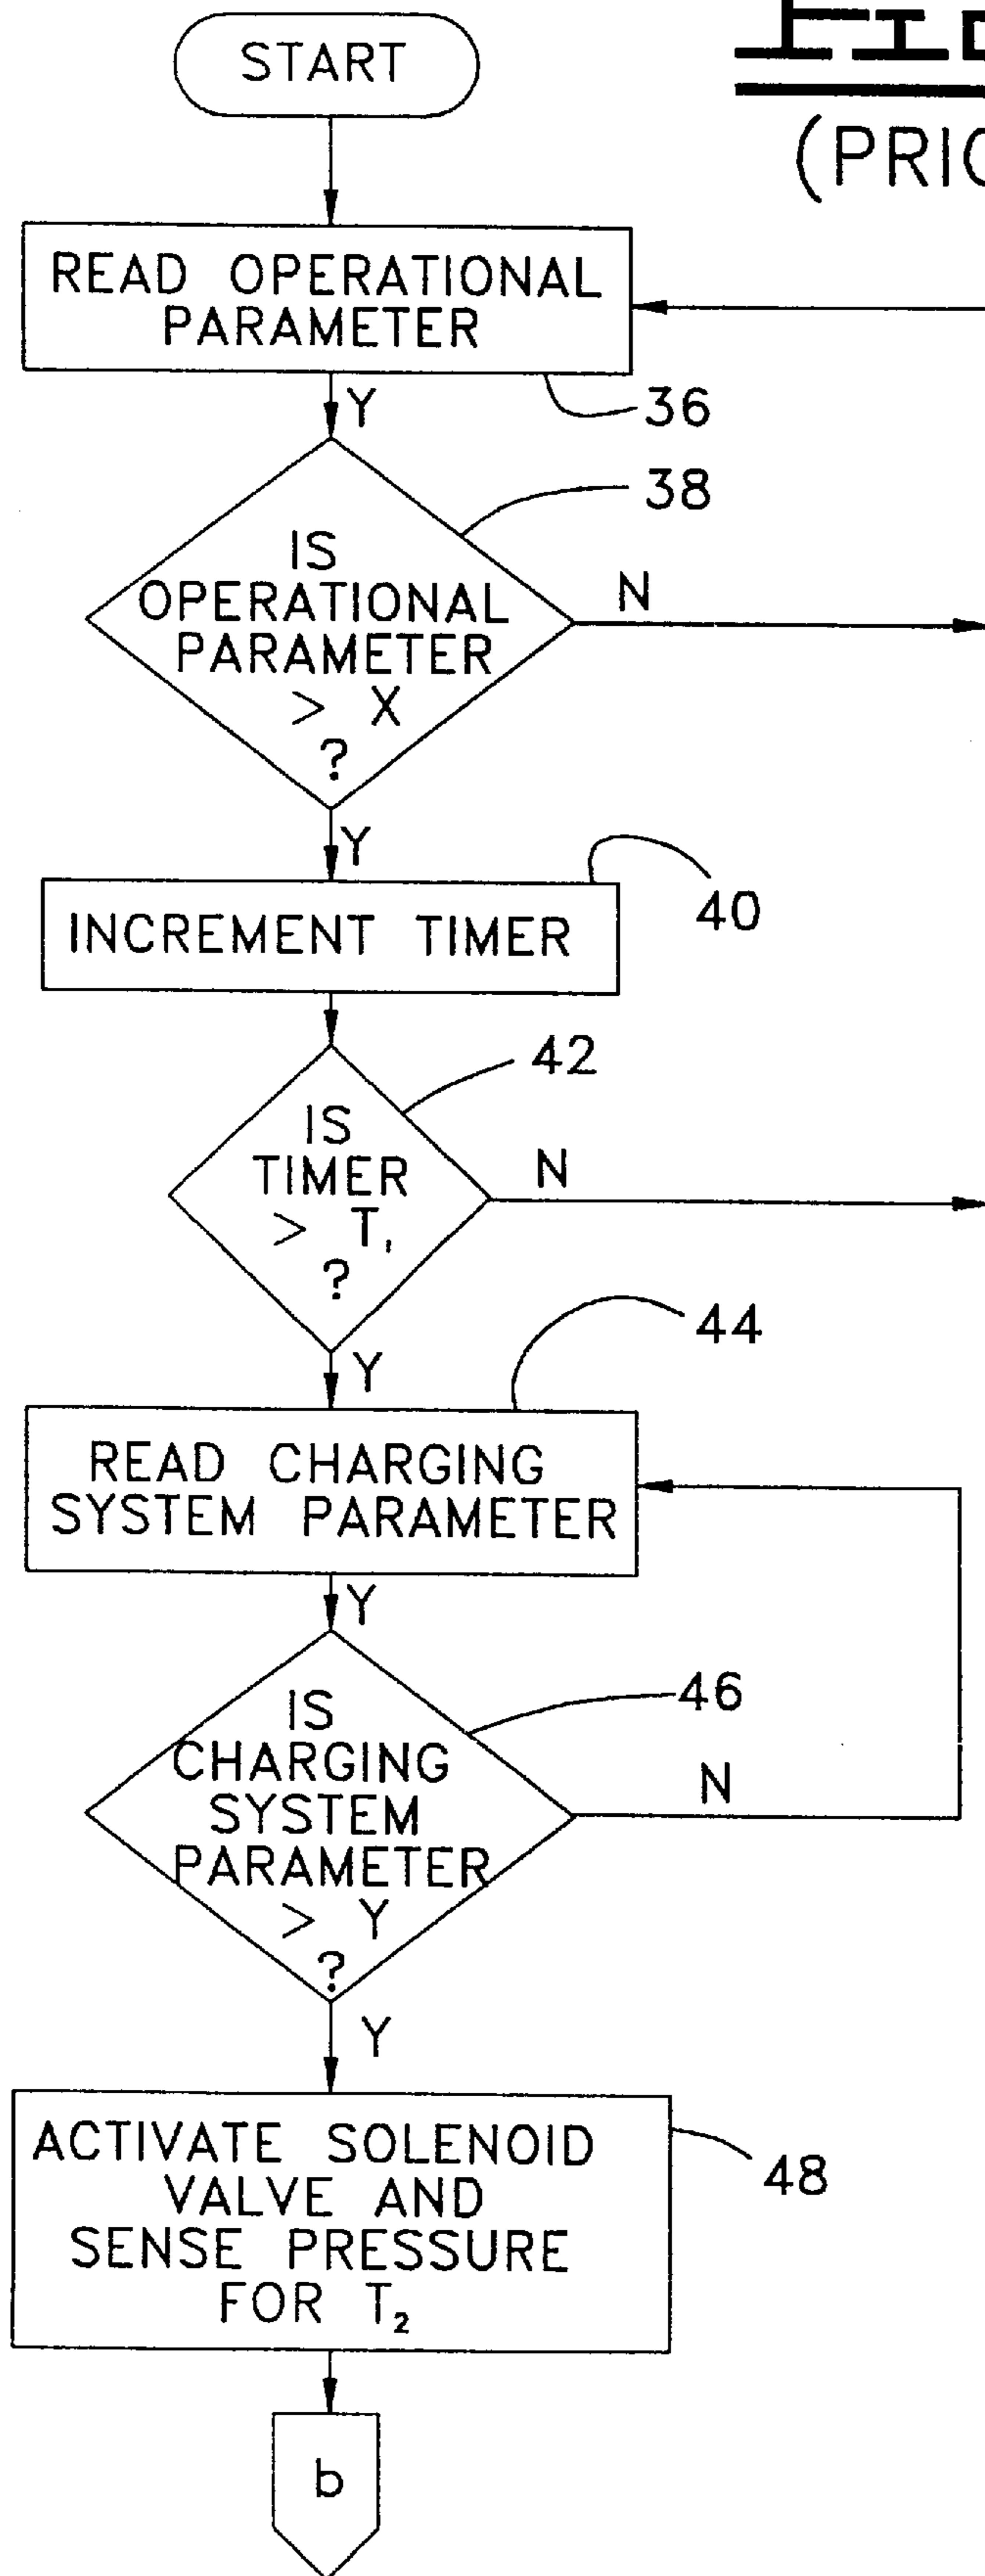 START
READ OPERATIONAL
PARAMETER
Y
36
38
IS
OPERATIONAL
PARAMETER
> X
?
N
Y
40
INCREMENT TIMER
42
IS
TIMER
> T₁
?
N
Y
44
READ CHARGING
SYSTEM PARAMETER
Y
46
IS
CHARGING
SYSTEM
PARAMETER
> Y
?
N
Y
ACTIVATE SOLENOID
VALVE AND
SENSE PRESSURE
FOR T₂
48
b